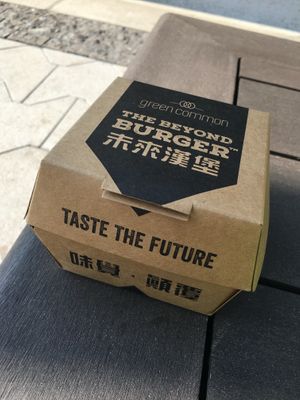 green common
THE BEYOND
BURGER™
未來漢堡
TASTE THE FUTURE
味覺·顛覆